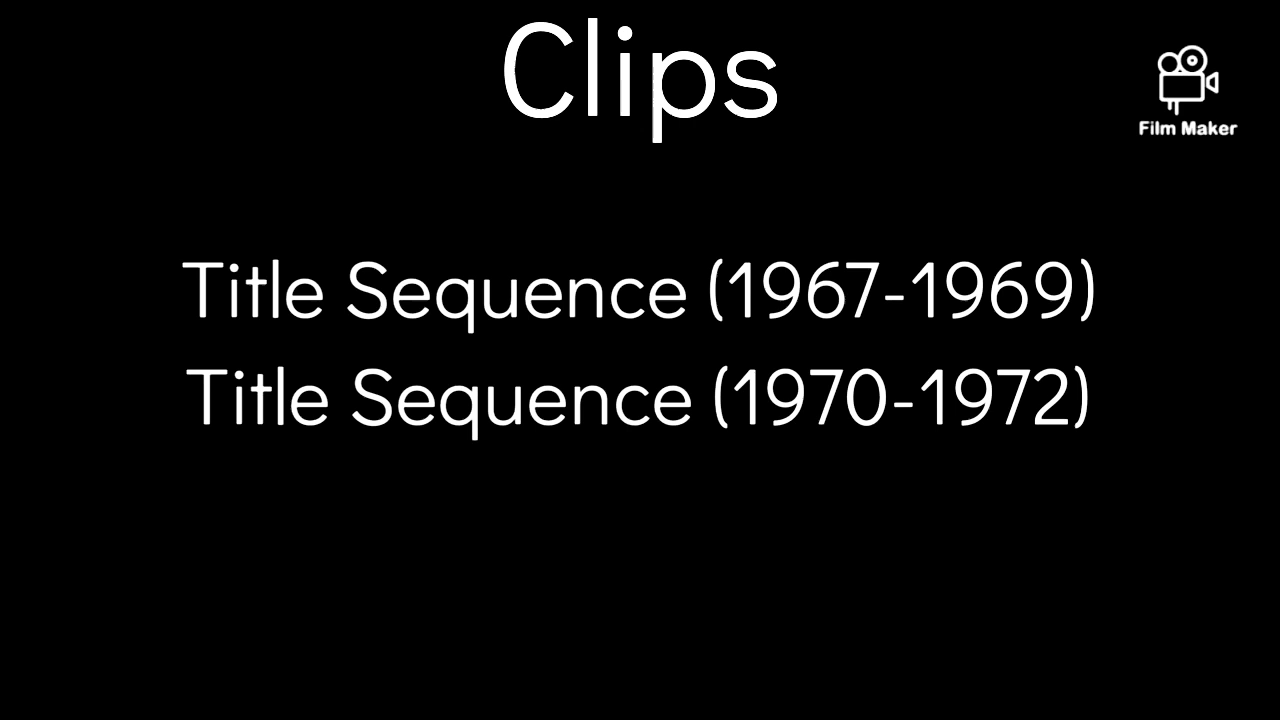 Clips
Film Maker
Title Sequence (1967-1969)
Title Sequence (1970-1972)